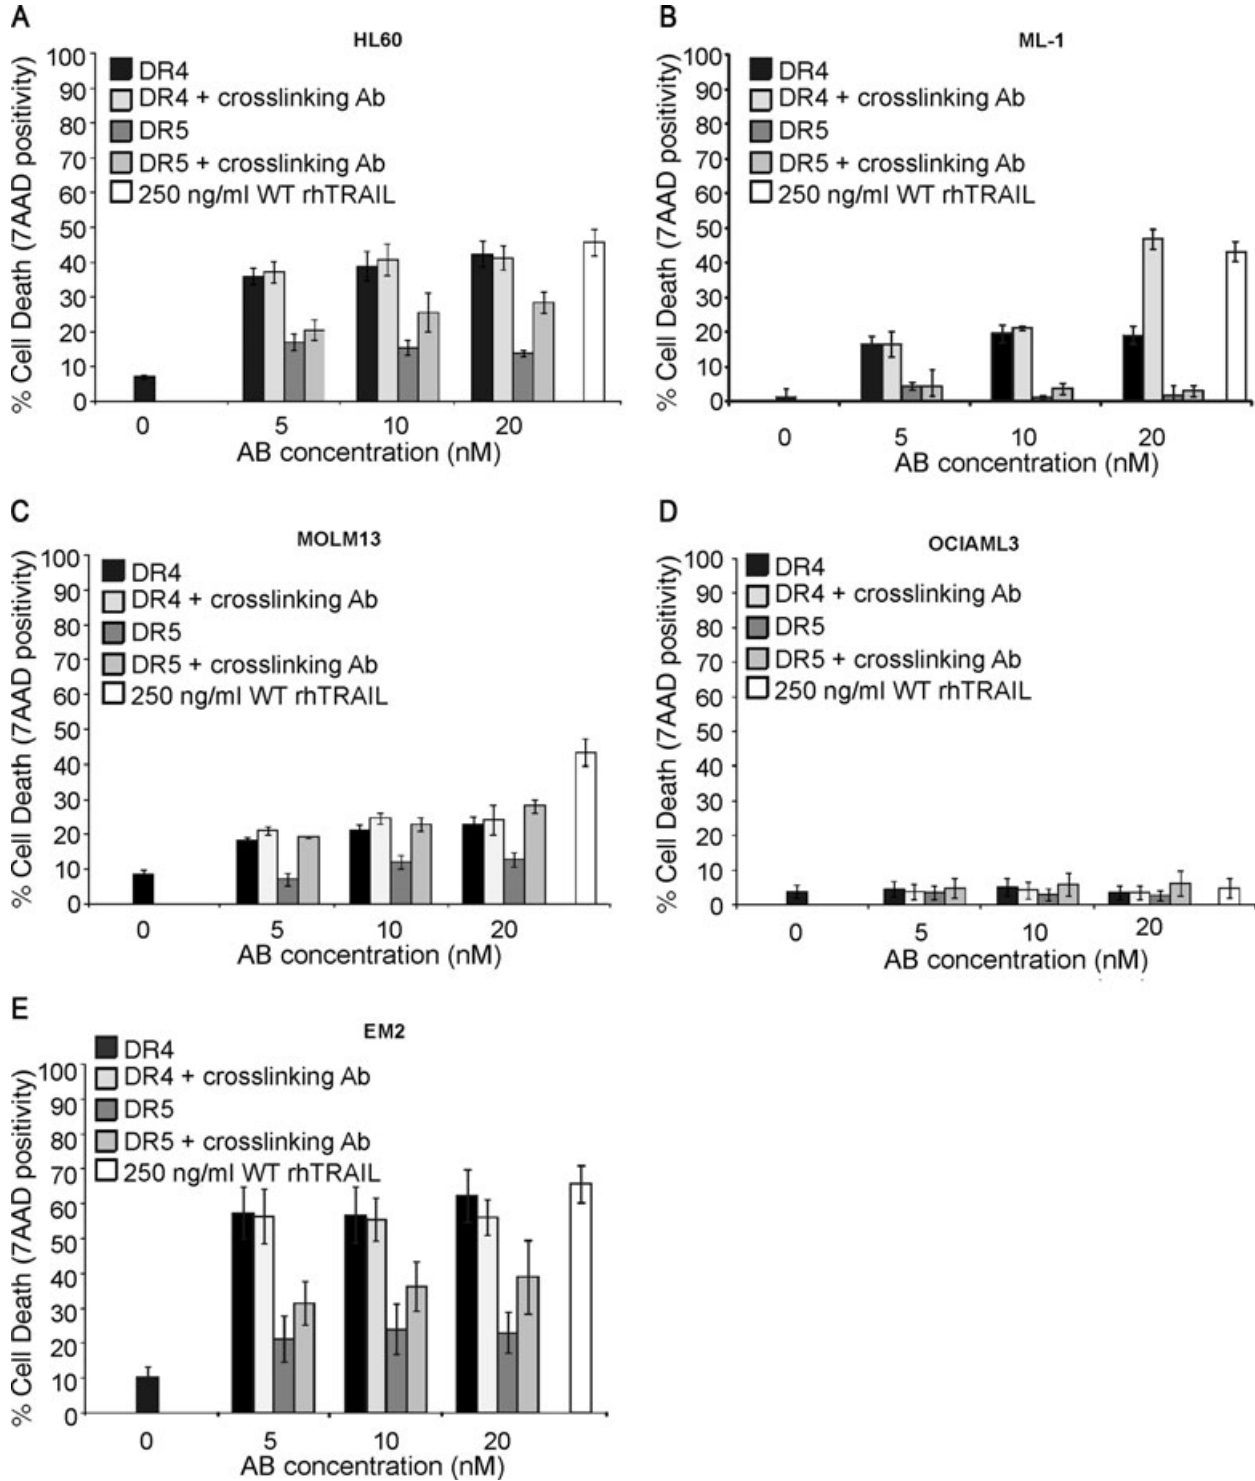 A
HL60
% Cell Death (7AAD positivity)
100
90
80
70
60
50
40
30
20
10
0
DR4
DR4 + crosslinking Ab
DR5
DR5 + crosslinking Ab
250 ng/ml WT rhTRAIL
0 5 10 20
AB concentration (nM)
B
ML-1
% Cell Death (7AAD positivity)
100
90
80
70
60
50
40
30
20
10
0
DR4
DR4 + crosslinking Ab
DR5
DR5 + crosslinking Ab
250 ng/ml WT rhTRAIL
0 5 10 20
AB concentration (nM)
C
MOLM13
% Cell Death (7AAD positivity)
100
90
80
70
60
50
40
30
20
10
0
DR4
DR4 + crosslinking Ab
DR5
DR5 + crosslinking Ab
250 ng/ml WT rhTRAIL
0 5 10 20
AB concentration (nM)
D
OCIAML3
% Cell Death (7AAD positivity)
100
90
80
70
60
50
40
30
20
10
0
DR4
DR4 + crosslinking Ab
DR5
DR5 + crosslinking Ab
250 ng/ml WT rhTRAIL
0 5 10 20
AB concentration (nM)
E
EM2
% Cell Death (7AAD positivity)
100
90
80
70
60
50
40
30
20
10
0
DR4
DR4 + crosslinking Ab
DR5
DR5 + crosslinking Ab
250 ng/ml WT rhTRAIL
0 5 10 20
AB concentration (nM)